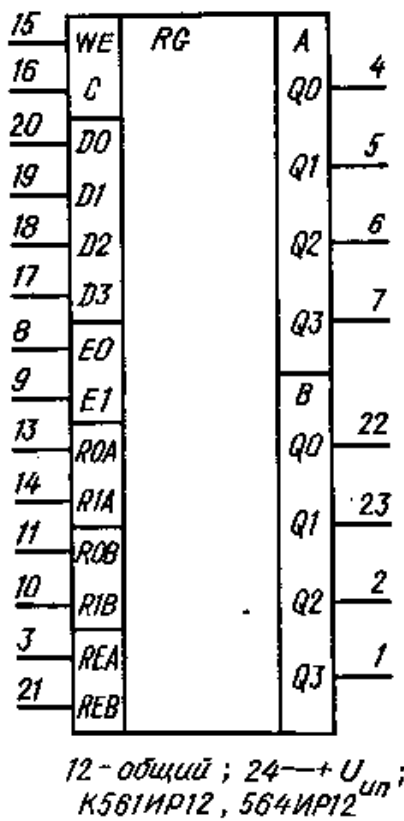 15 WE RG A
16 C Q0 4
20 D0
19 D1 Q1 5
18 D2 Q2 6
17 D3 Q3 7
8 E0
9 E1 B
13 R0A Q0 22
14 R1A
11 R0B Q1 23
10 R1B Q2 2
3 REA Q3 1
21 REB
12 - общий ; 24 — + Uип ;
К561ИР12 , 564ИР12